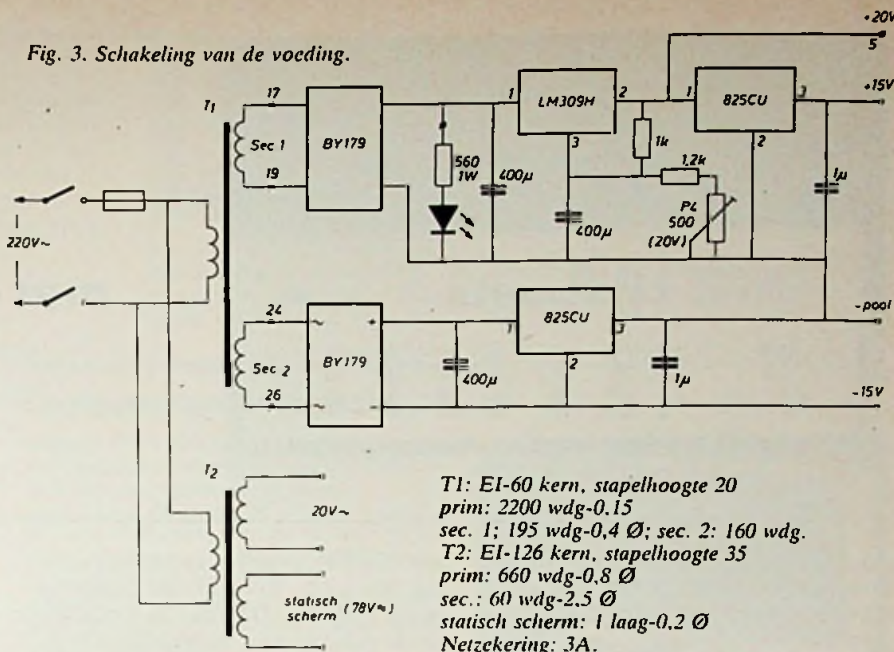 Fig. 3. Schakeling van de voeding.
+20V
5
+15V
T1
17
Sec 1
19
BY179
560
1W
400µ
1
LM309H
2
3
1k
1,2k
400µ
P4
500
(20V)
1
825CU
3
2
1µ
220V~
24
Sec 2
26
~
~
BY179
+
−
400µ
1
825CU
3
2
1µ
-pool
-15V
T2
20V~
statisch
scherm
(78V≈)
T1: EI-60 kern, stapelhoogte 20
prim: 2200 wdg-0,15
sec. 1; 195 wdg-0,4 Ø; sec. 2: 160 wdg.
T2: EI-126 kern, stapelhoogte 35
prim: 660 wdg-0,8 Ø
sec.: 60 wdg-2,5 Ø
statisch scherm: 1 laag-0,2 Ø
Netzekering: 3A.